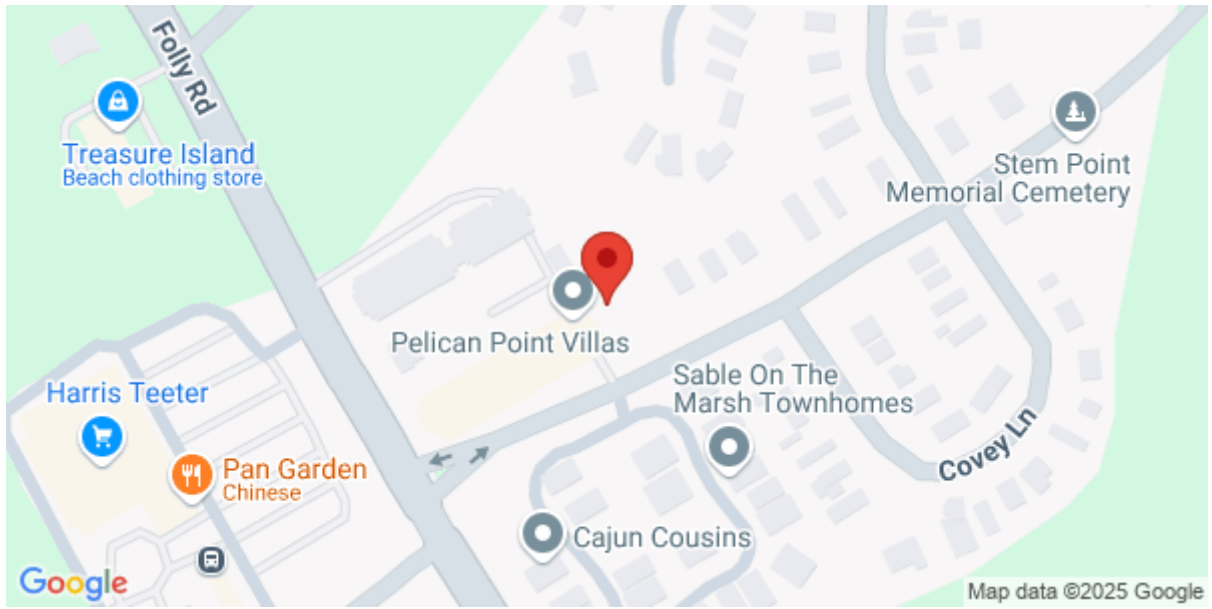 Folly Rd
Treasure Island
Beach clothing store
Stem Point
Memorial Cemetery
Pelican Point Villas
Harris Teeter
Sable On The
Marsh Townhomes
Pan Garden
Chinese
Covey Ln
Cajun Cousins
Google
Map data ©2025 Google